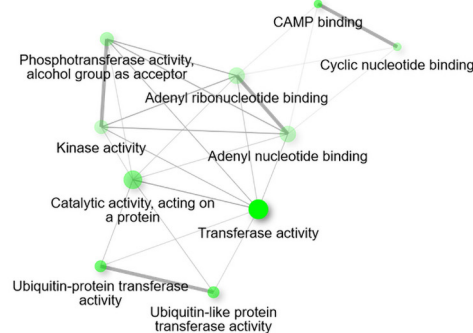 CAMP binding
Phosphotransferase activity,
alcohol group as acceptor
Cyclic nucleotide binding
Adenyl ribonucleotide binding
Kinase activity
Adenyl nucleotide binding
Catalytic activity, acting on
a protein
Transferase activity
Ubiquitin-protein transferase
activity
Ubiquitin-like protein
transferase activity